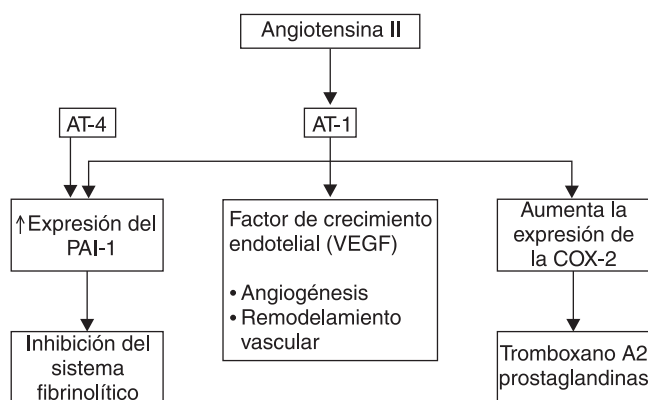 Angiotensina II
AT-4
AT-1
↑Expresión del
PAI-1
Factor de crecimiento
endotelial (VEGF)
• Angiogénesis
• Remodelamiento
vascular
Aumenta la
expresión de
la COX-2
Inhibición del
sistema
fibrinolítico
Tromboxano A2
prostaglandinas